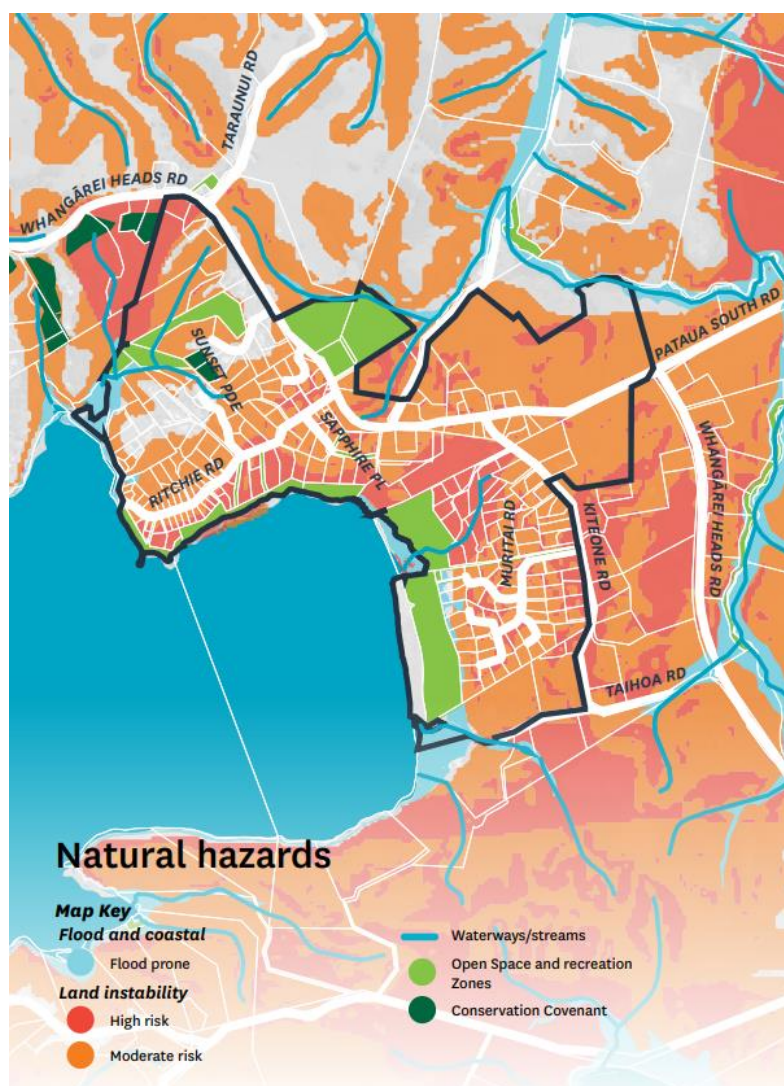 TARAUNUI RD
WHANGĀREI HEADS RD
SUNSET PDE
PATAUA SOUTH RD
SAPPHIRE PL
RITCHIE RD
WHANGĀREI HEADS RD
MURITAI RD
KITEONE RD
TAIHOA RD
Natural hazards
Map Key
Flood and coastal
Flood prone
Land instability
High risk
Moderate risk
Waterways/streams
Open Space and recreation
Zones
Conservation Covenant